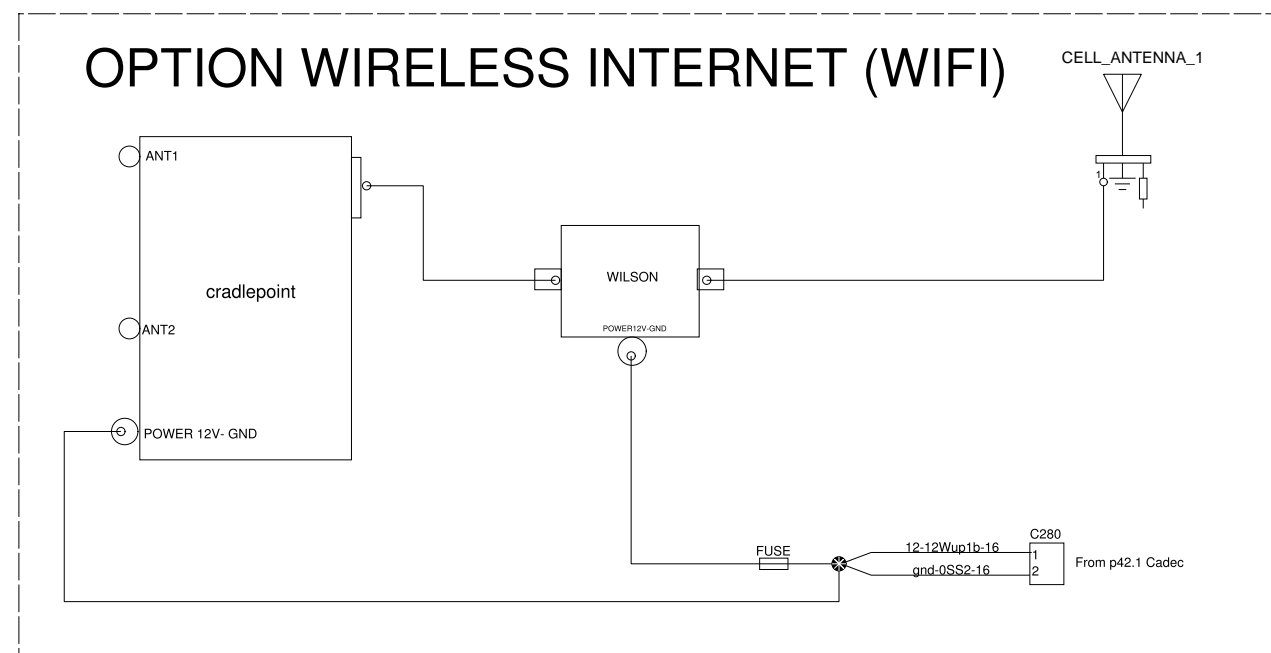 OPTION WIRELESS INTERNET (WIFI)
CELL_ANTENNA_1
ANT1
1
WILSON
cradlepoint
POWER12V-GND
ANT2
POWER 12V- GND
C280
FUSE
12-12Wup1b-16
1
From p42.1 Cadec
gnd-0SS2-16
2